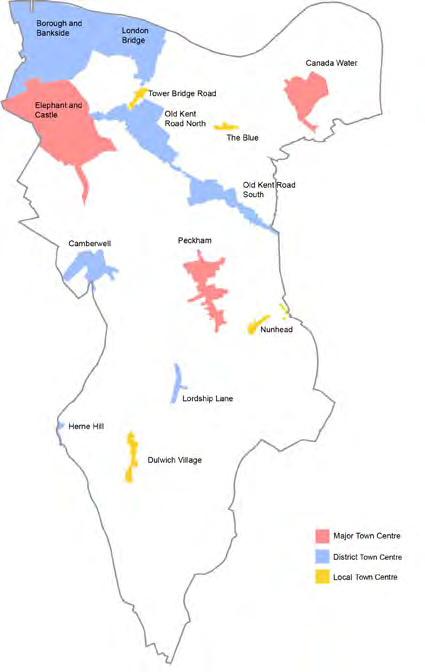 Borough and
Bankside
London
Bridge
Canada Water
Tower Bridge Road
Elephant and
Castle
Old Kent
Road North
The Blue
Old Kent Road
South
Camberwell
Peckham
Nunhead
Lordship Lane
Herne Hill
Dulwich Village
Major Town Centre
District Town Centre
Local Town Centre